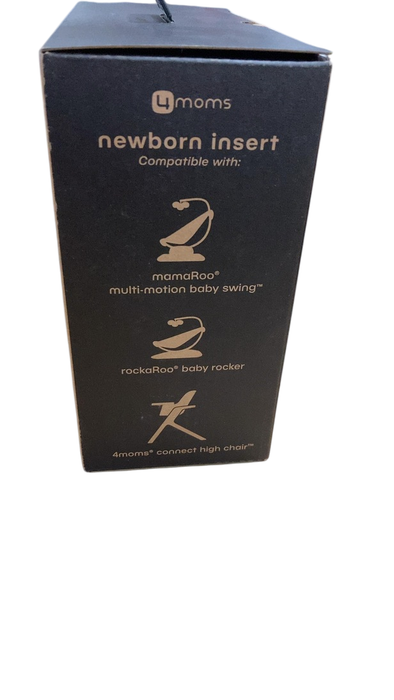 4moms
newborn insert
Compatible with:
mamaRoo®
multi-motion baby swing™
rockaRoo® baby rocker
4moms® connect high chair™